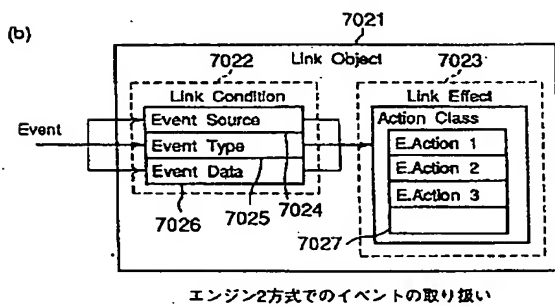 (b)
7021
7022
Link Object
7023
Link Condition
Link Effect
Event
Event Source
Event Type
Event Data
Action Class
E.Action 1
E.Action 2
E.Action 3
7026
7025
7024
7027
エンジン2方式でのイベントの取り扱い